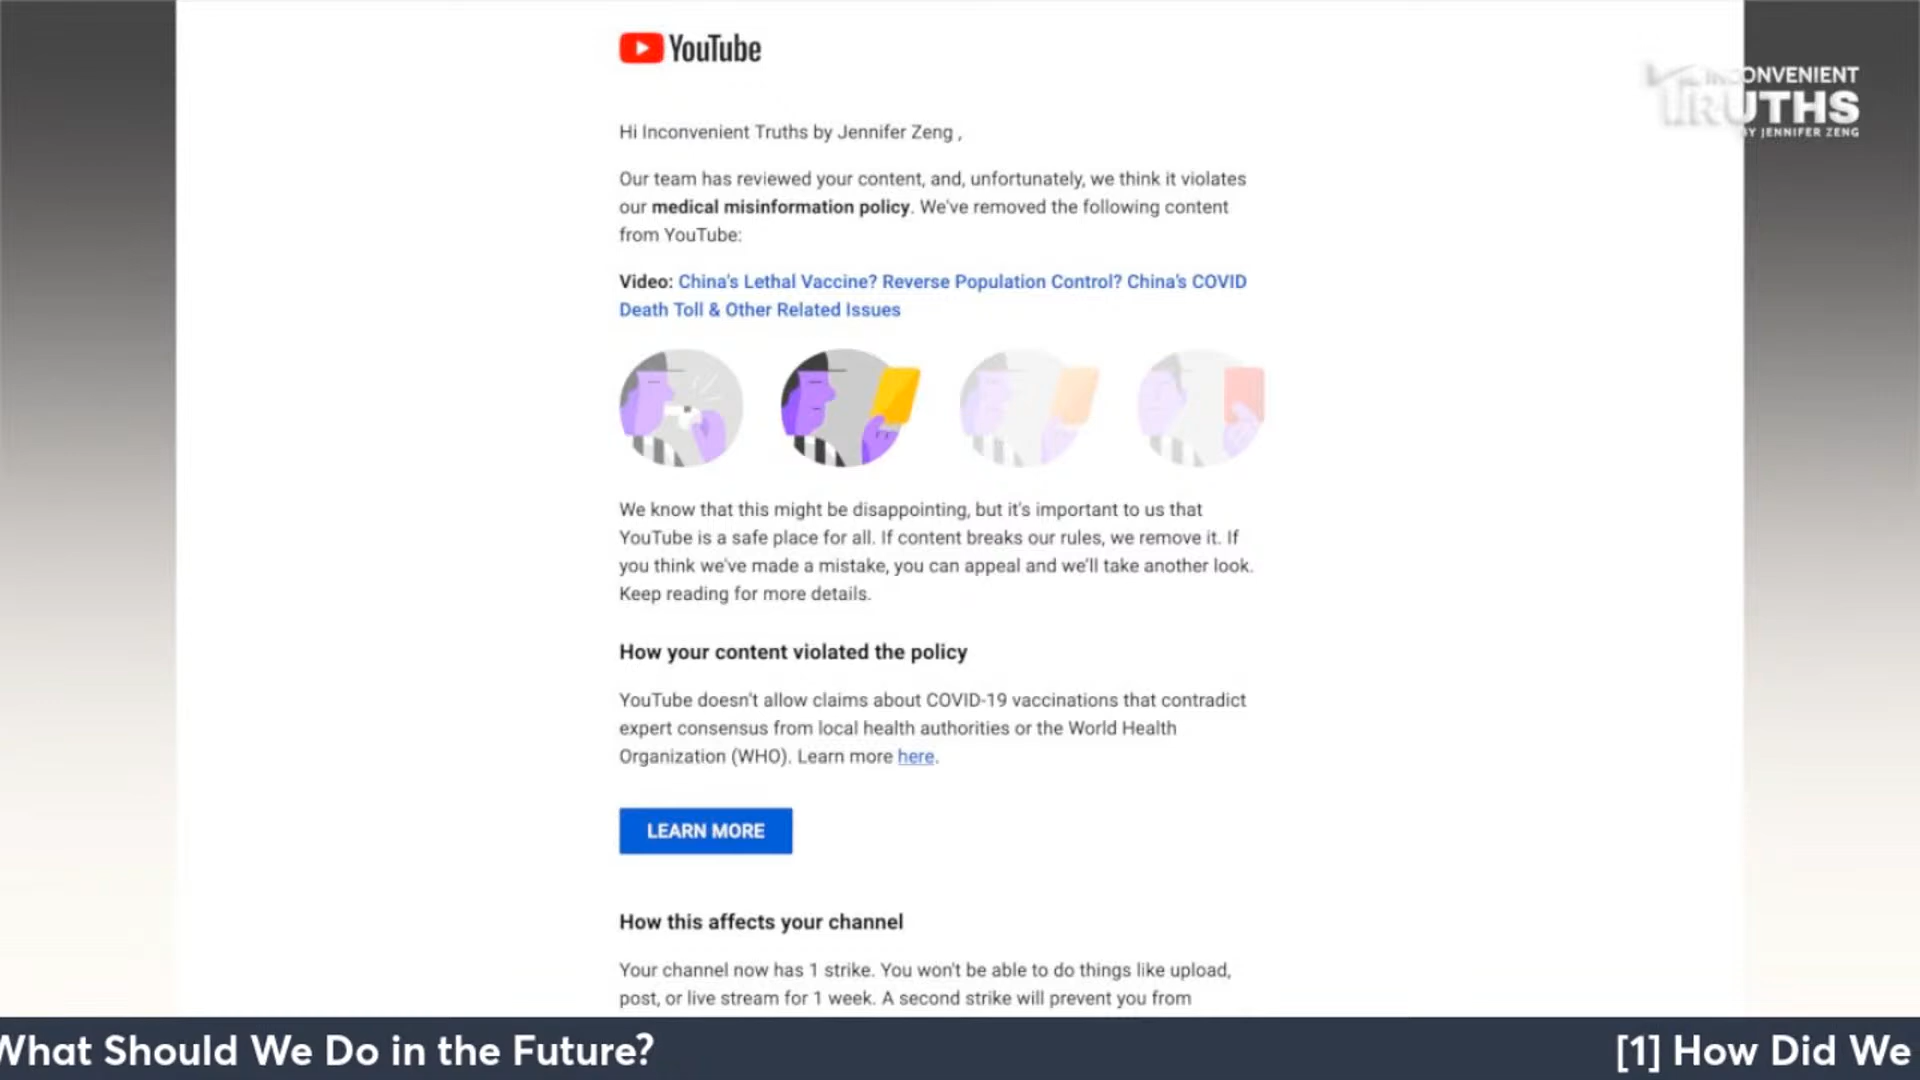 YouTube
INCONVENIENT
TRUTHS
BY JENNIFER ZENG
Hi Inconvenient Truths by Jennifer Zeng ,
Our team has reviewed your content, and, unfortunately, we think it violates
our medical misinformation policy. We've removed the following content
from YouTube:
Video: China's Lethal Vaccine? Reverse Population Control? China's COVID
Death Toll & Other Related Issues
We know that this might be disappointing, but it's important to us that
YouTube is a safe place for all. If content breaks our rules, we remove it. If
you think we've made a mistake, you can appeal and we'll take another look.
Keep reading for more details.
How your content violated the policy
YouTube doesn't allow claims about COVID-19 vaccinations that contradict
expert consensus from local health authorities or the World Health
Organization (WHO). Learn more here.
LEARN MORE
How this affects your channel
Your channel now has 1 strike. You won't be able to do things like upload,
post, or live stream for 1 week. A second strike will prevent you from
What Should We Do in the Future? [1] How Did We